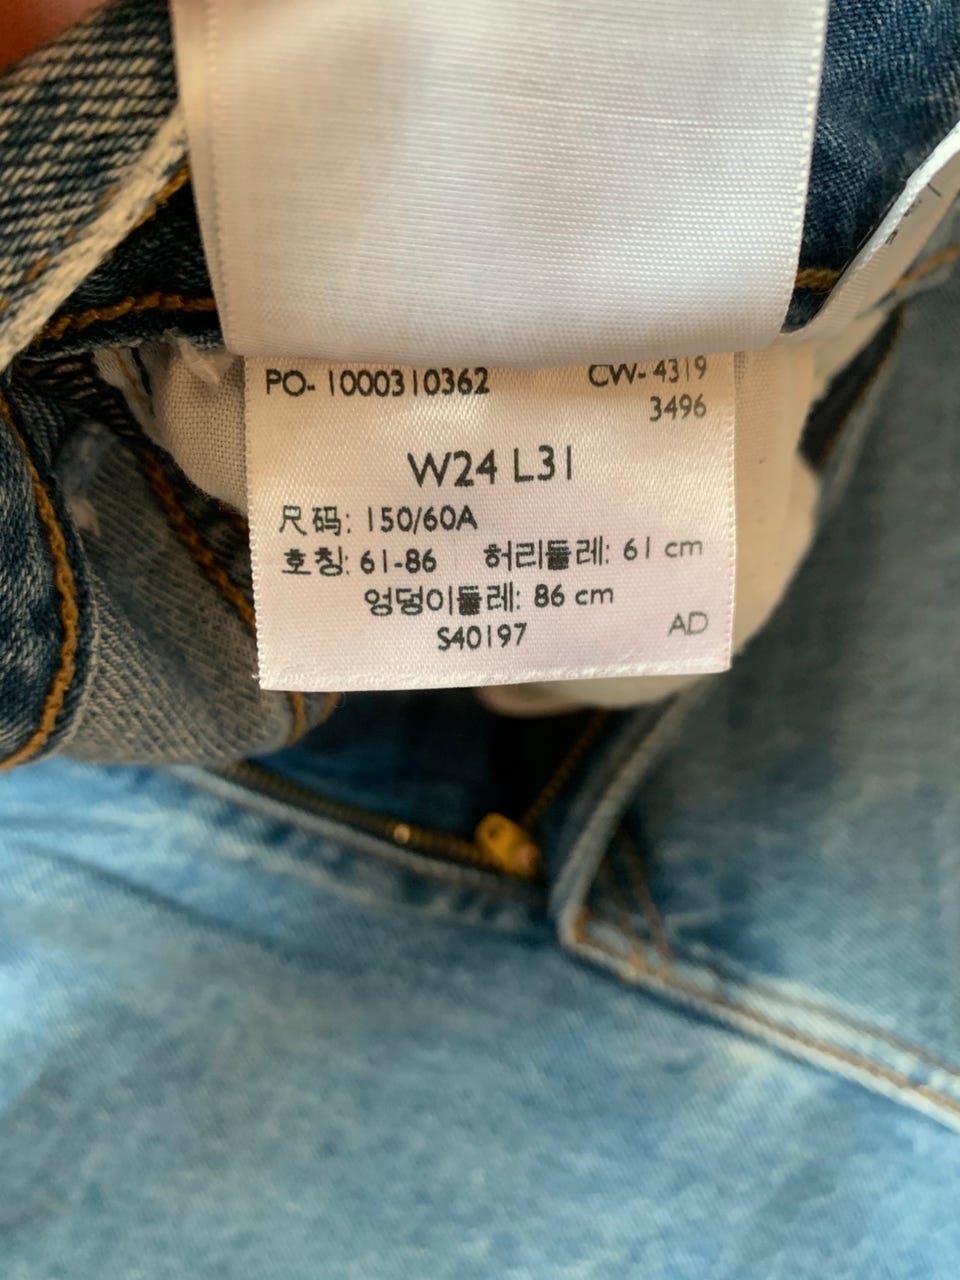 PO- 1000310362 CW- 4319
3496
W24 L31
尺码: 150/60A
호칭: 61-86 허리둘레: 61 cm
엉덩이둘레: 86 cm
S40197 AD